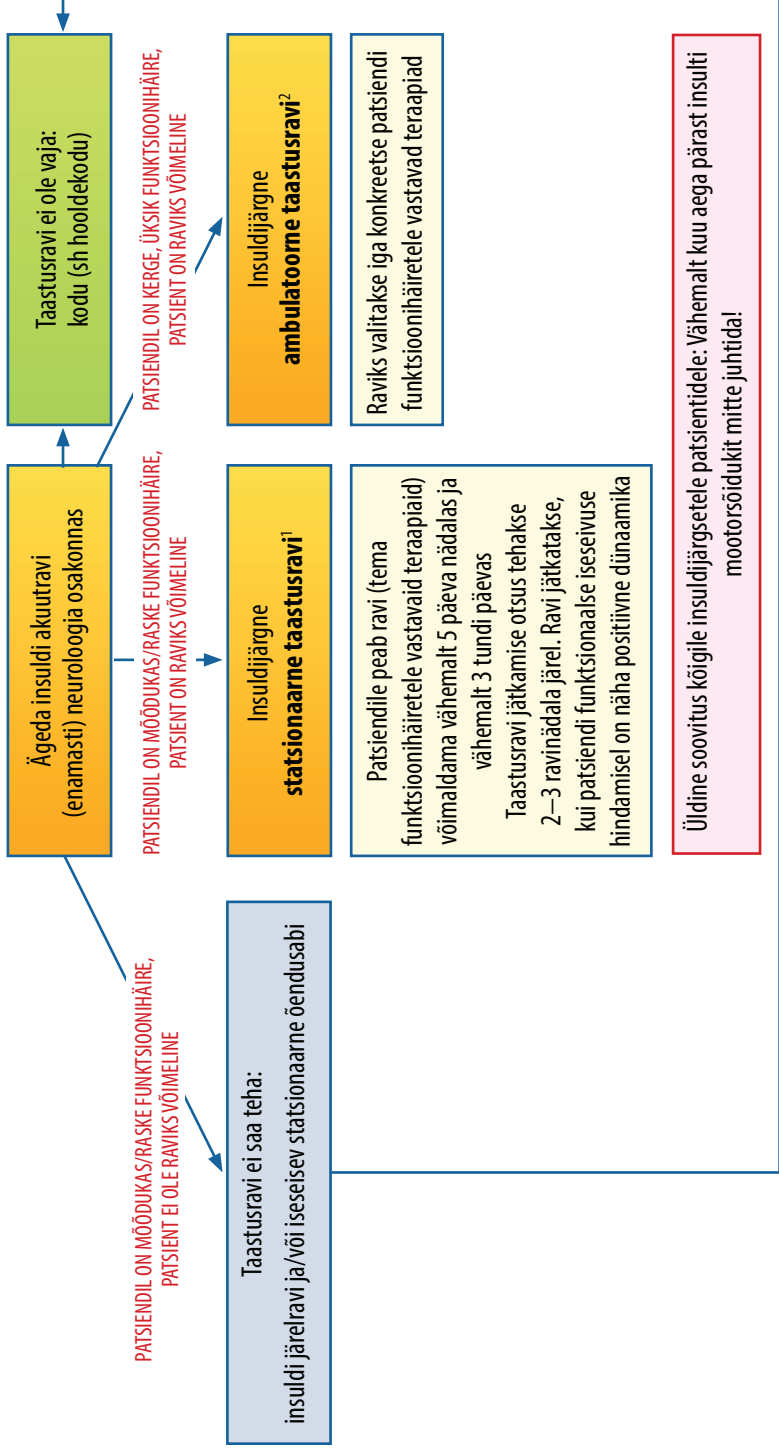 Ägeda insuldi akuutravi
(enamasti) neuroloogia osakonnas
Taastusravi ei ole vaja:
kodu (sh hooldekodu)
PATSIENDIL ON MÕÕDUKAS/RASKE FUNKTSIOONIHÄIRE,
PATSIENT EI OLE RAVIKS VÕIMELINE
PATSIENDIL ON MÕÕDUKAS/RASKE FUNKTSIOONIHÄIRE,
PATSIENT ON RAVIKS VÕIMELINE
PATSIENDIL ON KERGE, ÜKSIK FUNKTSIOONIHÄIRE,
PATSIENT ON RAVIKS VÕIMELINE
Taastusravi ei saa teha:
insuldi järelravi ja/või iseseisev statsionaarne õendusabi
Insuldijärgne
statsionaarne taastusravi¹
Insuldijärgne
ambulatoorne taastusravi²
Patsiendile peab ravi (tema
funktsioonihäiretele vastavaid teraapiaid)
võimaldama vähemalt 5 päeva nädalas ja
vähemalt 3 tundi päevas
Taastusravi jätkamise otsus tehakse
2–3 ravinädala järel. Ravi jätkatakse,
kui patsiendi funktsionaalse iseseivuse
hindamisel on näha positiivne dünaamika
Raviks valitakse iga konkreetse patsiendi
funktsioonihäiretele vastavad teraapiad
Üldine soovitus kõigile insuldijärgsetele patsientidele: Vähemalt kuu aega pärast insulti
mootorsõidukit mitte juhtida!